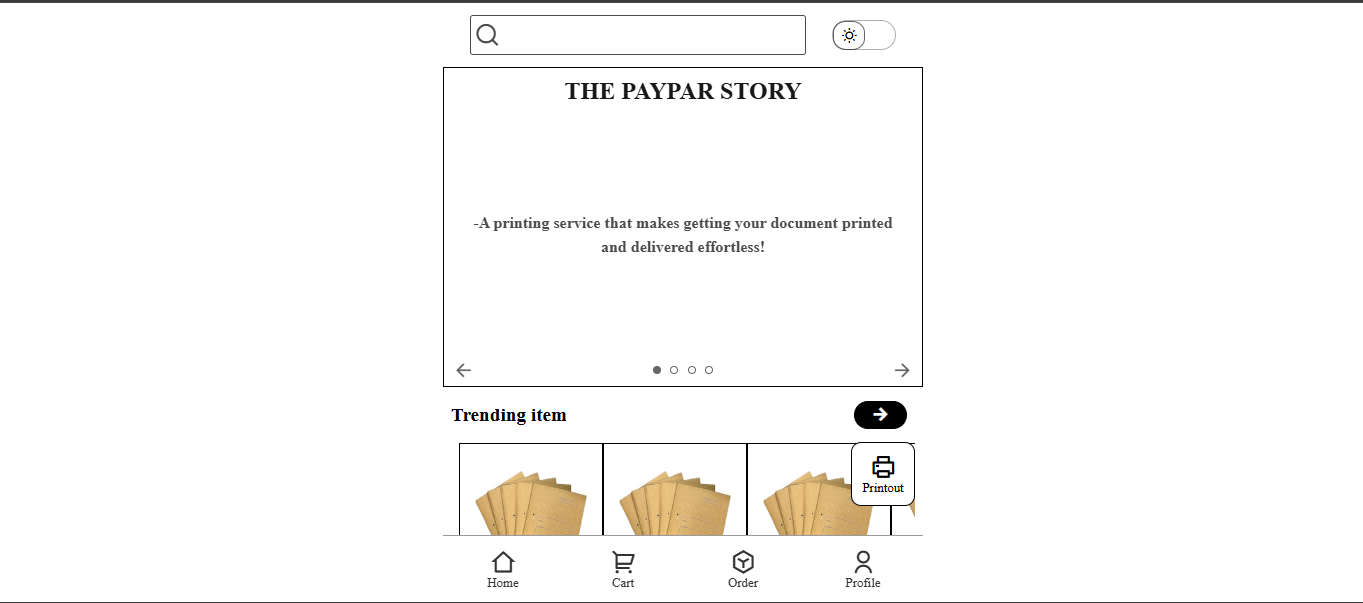 THE PAYPAR STORY
-A printing service that makes getting your document printed
and delivered effortless!
Trending item
Printout
Home
Cart
Order
Profile